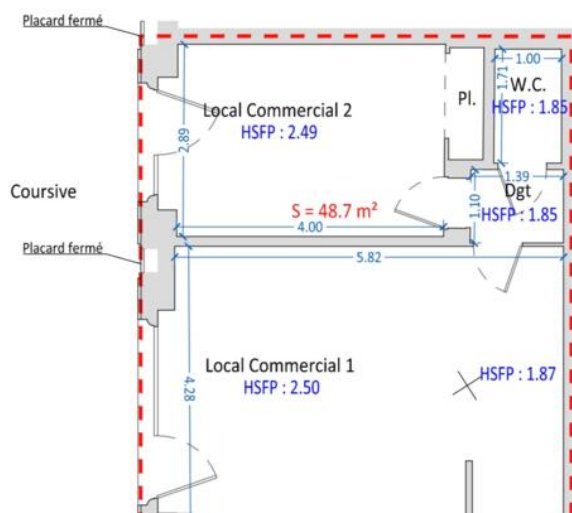 Placard fermé
1.00
1.71
W.C.
HSFP : 1.85
Local Commercial 2
HSFP : 2.49
Pl.
2.89
1.39
Dgt
HSFP : 1.85
Coursive
S = 48.7 m²
1.10
4.00
Placard fermé
5.82
Local Commercial 1
HSFP : 2.50
HSFP : 1.87
4.28